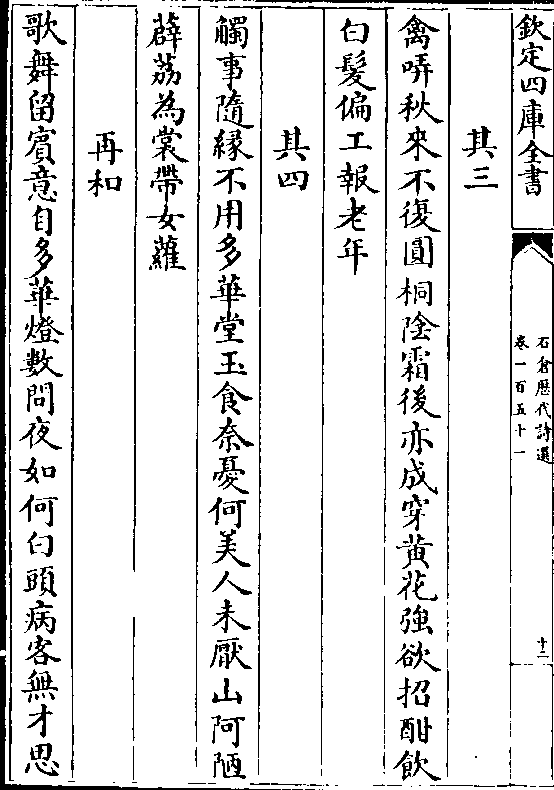 欽定四庫全書
石倉歴代詩選
卷一百五十一
十二
其三
禽哢秋來不復圓桐陰霜後亦成穿黄花強欲招酣飲
白髮偏工報老年
其四
觸事隨緣不用多華堂玉食奈憂何美人未厭山阿陋
薜荔為裳帶女蘿
再和
歌舞留賔意自多華燈數問夜如何白頭病客無才思